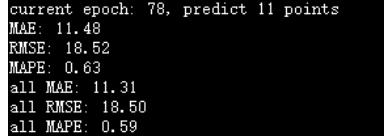 current epoch: 78, predict 11 points
MAE: 11.48
RMSE: 18.52
MAPE: 0.63
all MAE: 11.31
all RMSE: 18.50
all MAPE: 0.59